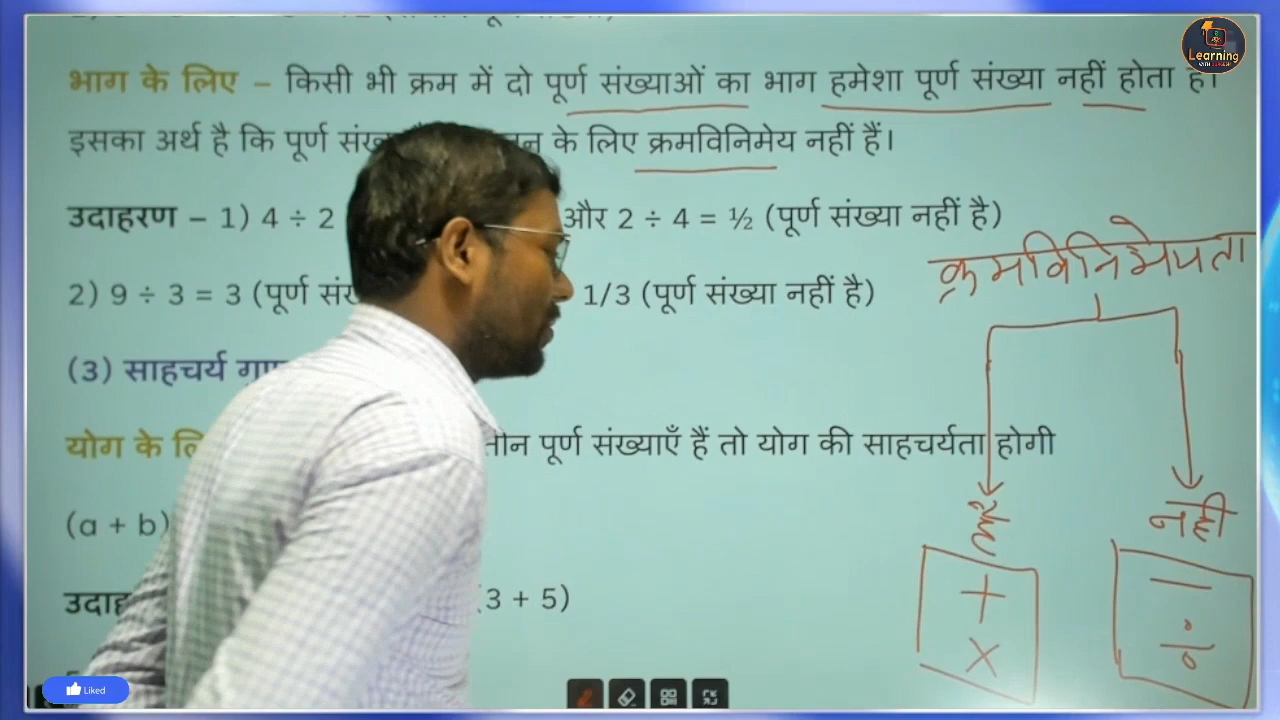 Learning
भाग के लिए – किसी भी क्रम में दो पूर्ण संख्याओं का भाग हमेशा पूर्ण संख्या नहीं होता है।
इसका अर्थ है कि पूर्ण के लिए क्रमविनिमेय नहीं हैं।
उदाहरण – 1) 4 ÷ 2 और 2 ÷ 4 = ½ (पूर्ण संख्या नहीं है)
क्रमविनिमेयता
2) 9 ÷ 3 = 3 (पूर्ण 1/3 (पूर्ण संख्या नहीं है)
(3) साहचर्य
योग के तीन पूर्ण संख्याएँ हैं तो योग की साहचर्यता होगी
(a + b)
है नही
+ −
× ÷
(3 + 5)
Liked